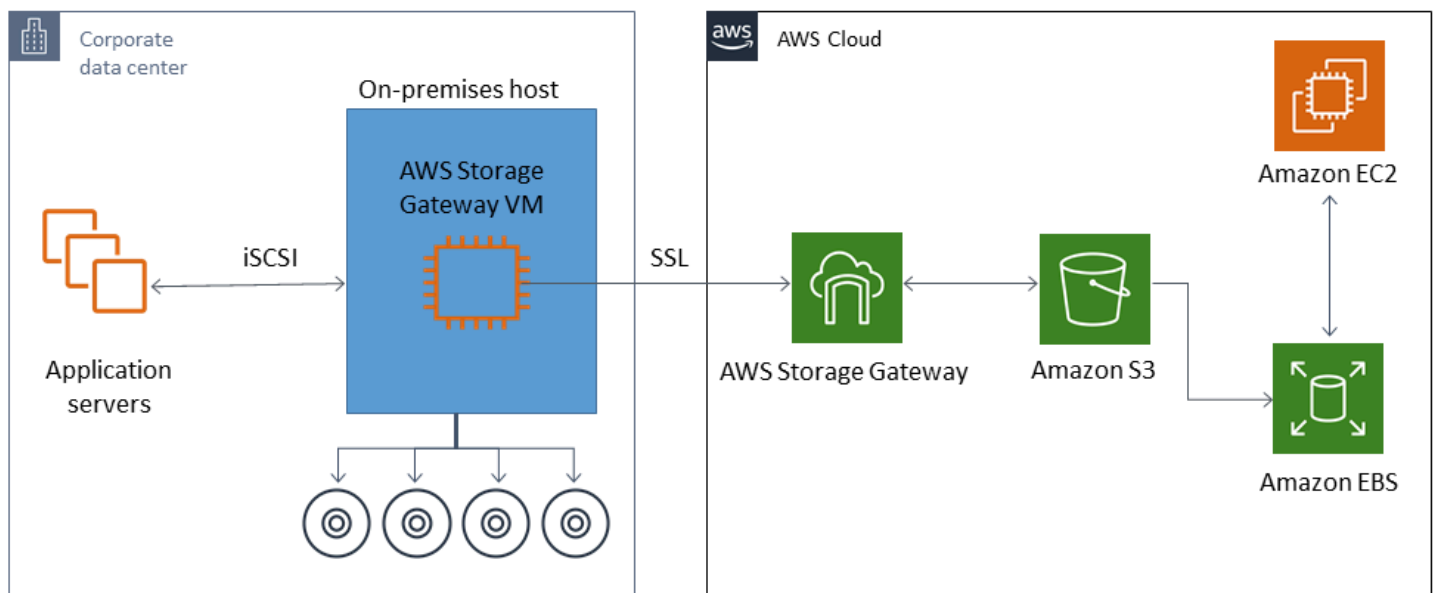 Corporate
data center
On-premises host
AWS Storage
Gateway VM
iSCSI
Application
servers
SSL
aws
AWS Cloud
Amazon EC2
AWS Storage Gateway
Amazon S3
Amazon EBS